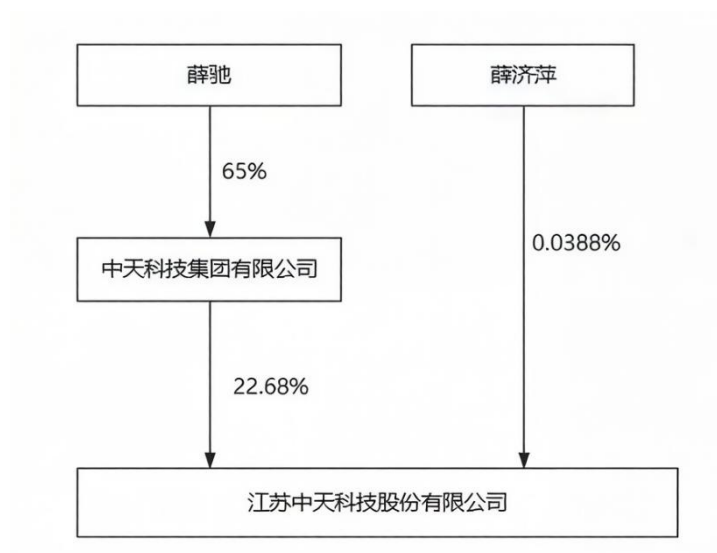 薛驰
薛济萍
65%
中天科技集团有限公司
0.0388%
22.68%
江苏中天科技股份有限公司